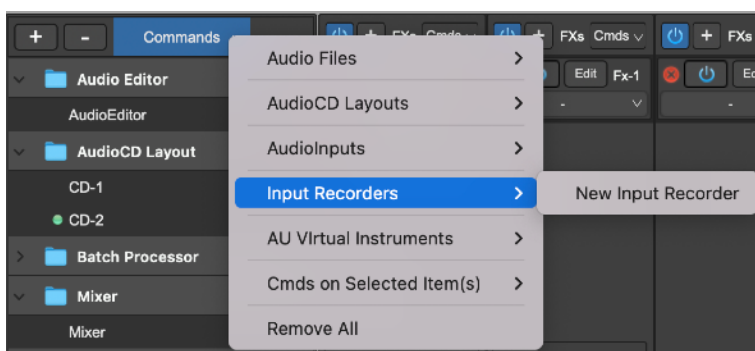 + - Commands
+ FXs Cmds
+ FXs
Audio Files
AudioCD Layouts
AudioInputs
Input Recorders
AU VIrtual Instruments
Cmds on Selected Item(s)
Remove All
New Input Recorder
Audio Editor
AudioEditor
AudioCD Layout
CD-1
CD-2
Batch Processor
Mixer
Mixer
Edit Fx-1
-
-